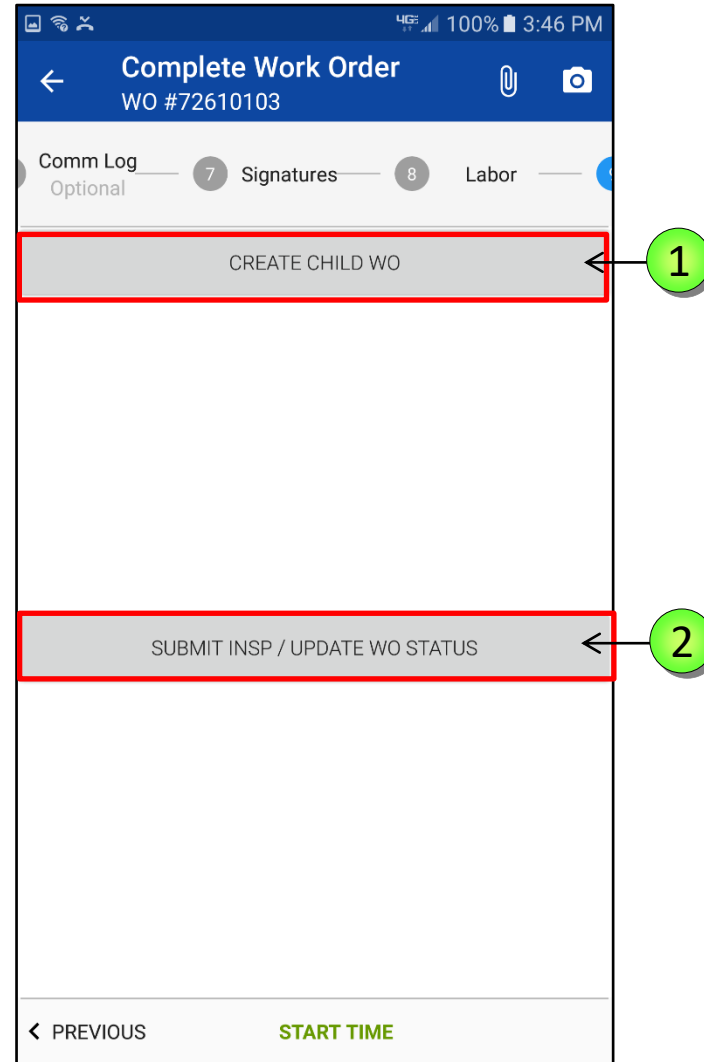 4G 100% 3:46 PM
Complete Work Order
WO #72610103
Comm Log
Optional
7 Signatures
8 Labor
9
CREATE CHILD WO
1
SUBMIT INSP / UPDATE WO STATUS
2
PREVIOUS
START TIME